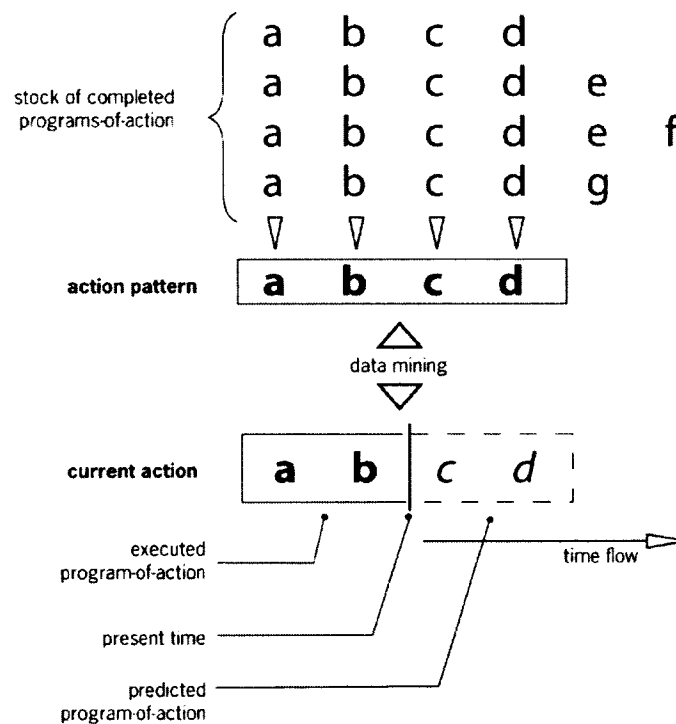 a b c d
stock of completed
programs-of-action
a b c d e
a b c d e f
a b c d g
action pattern a b c d
data mining
current action a b c d
executed
program-of-action
time flow
present time
predicted
program-of-action